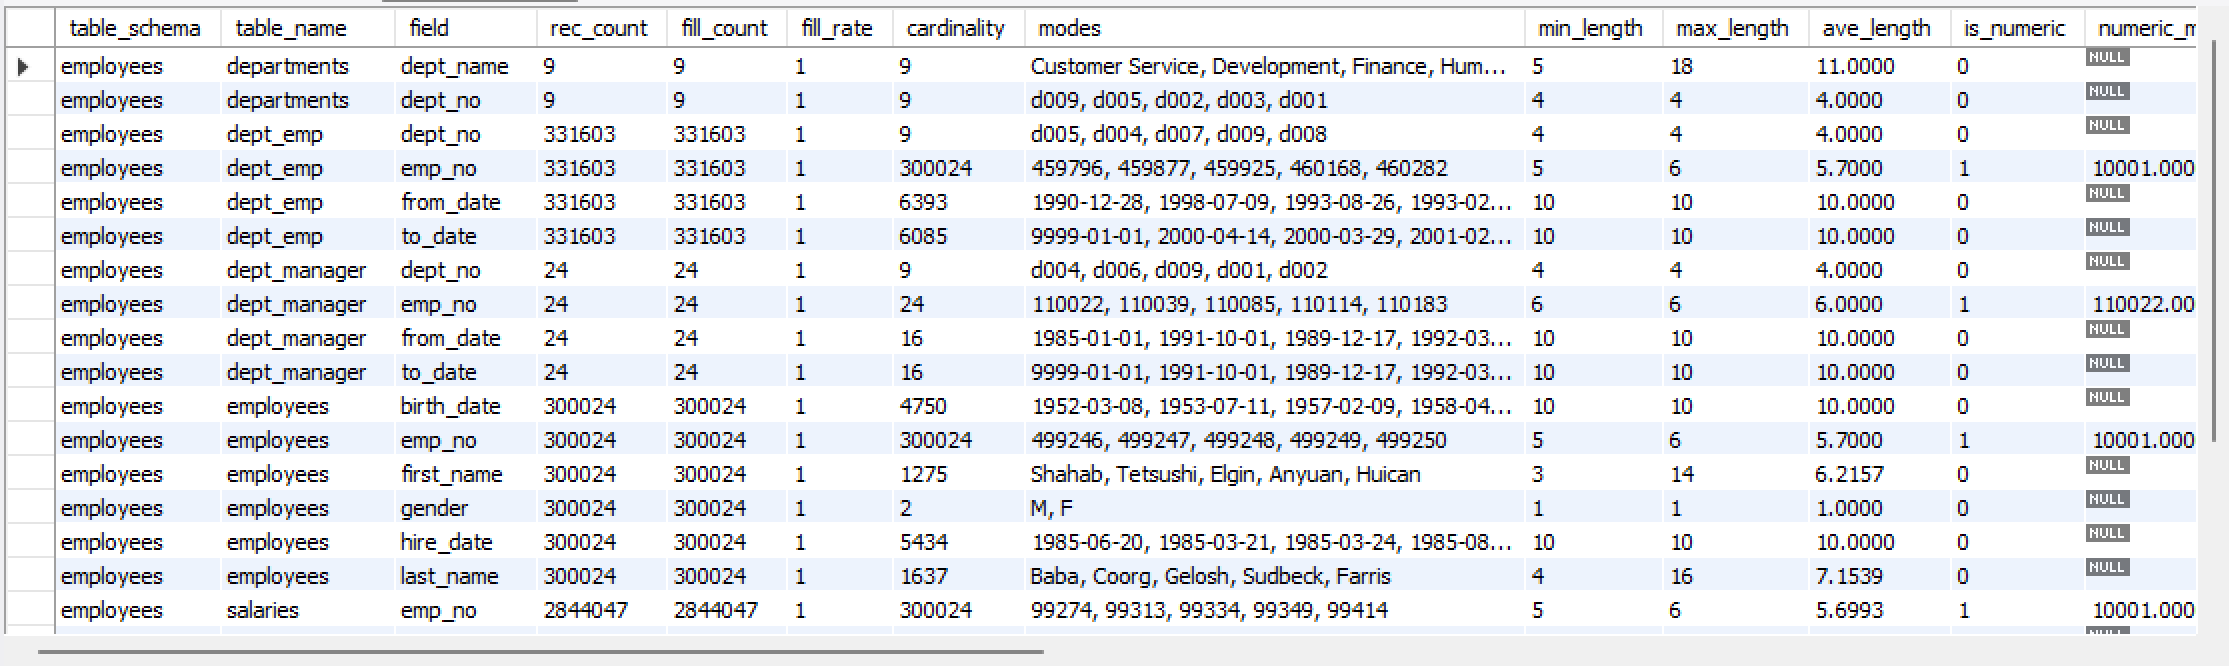 table_schema table_name field rec_count fill_count fill_rate cardinality modes min_length max_length ave_length is_numeric numeric_m
employees departments dept_name 9 9 1 9 Customer Service, Development, Finance, Hum... 5 18 11.0000 0 NULL
employees departments dept_no 9 9 1 9 d009, d005, d002, d003, d001 4 4 4.0000 0 NULL
employees dept_emp dept_no 331603 331603 1 9 d005, d004, d007, d009, d008 4 4 4.0000 0 NULL
employees dept_emp emp_no 331603 331603 1 300024 459796, 459877, 459925, 460168, 460282 5 6 5.7000 1 10001.000
employees dept_emp from_date 331603 331603 1 6393 1990-12-28, 1998-07-09, 1993-08-26, 1993-02... 10 10 10.0000 0 NULL
employees dept_emp to_date 331603 331603 1 6085 9999-01-01, 2000-04-14, 2000-03-29, 2001-02... 10 10 10.0000 0 NULL
employees dept_manager dept_no 24 24 1 9 d004, d006, d009, d001, d002 4 4 4.0000 0 NULL
employees dept_manager emp_no 24 24 1 24 110022, 110039, 110085, 110114, 110183 6 6 6.0000 1 110022.00
employees dept_manager from_date 24 24 1 16 1985-01-01, 1991-10-01, 1989-12-17, 1992-03... 10 10 10.0000 0 NULL
employees dept_manager to_date 24 24 1 16 9999-01-01, 1991-10-01, 1989-12-17, 1992-03... 10 10 10.0000 0 NULL
employees employees birth_date 300024 300024 1 4750 1952-03-08, 1953-07-11, 1957-02-09, 1958-04... 10 10 10.0000 0 NULL
employees employees emp_no 300024 300024 1 300024 499246, 499247, 499248, 499249, 499250 5 6 5.7000 1 10001.000
employees employees first_name 300024 300024 1 1275 Shahab, Tetsushi, Elgin, Anyuan, Huican 3 14 6.2157 0 NULL
employees employees gender 300024 300024 1 2 M, F 1 1 1.0000 0 NULL
employees employees hire_date 300024 300024 1 5434 1985-06-20, 1985-03-21, 1985-03-24, 1985-08... 10 10 10.0000 0 NULL
employees employees last_name 300024 300024 1 1637 Baba, Coorg, Gelosh, Sudbeck, Farris 4 16 7.1539 0 NULL
employees salaries emp_no 2844047 2844047 1 300024 99274, 99313, 99334, 99349, 99414 5 6 5.6993 1 10001.000
NULL